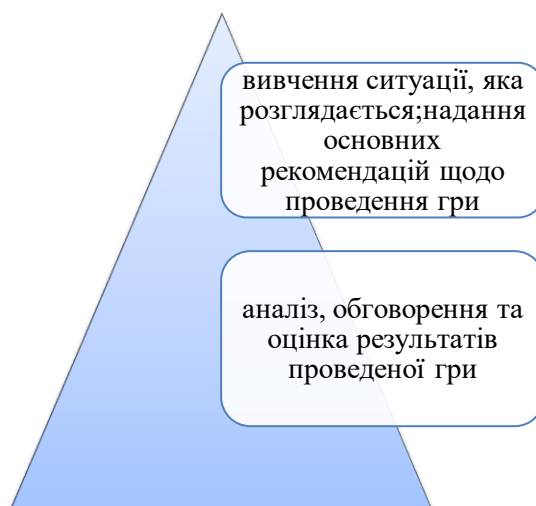 вивчення ситуації, яка
розглядається;надання
основних
рекомендацій щодо
проведення гри
аналіз, обговорення та
оцінка результатів
проведеної гри